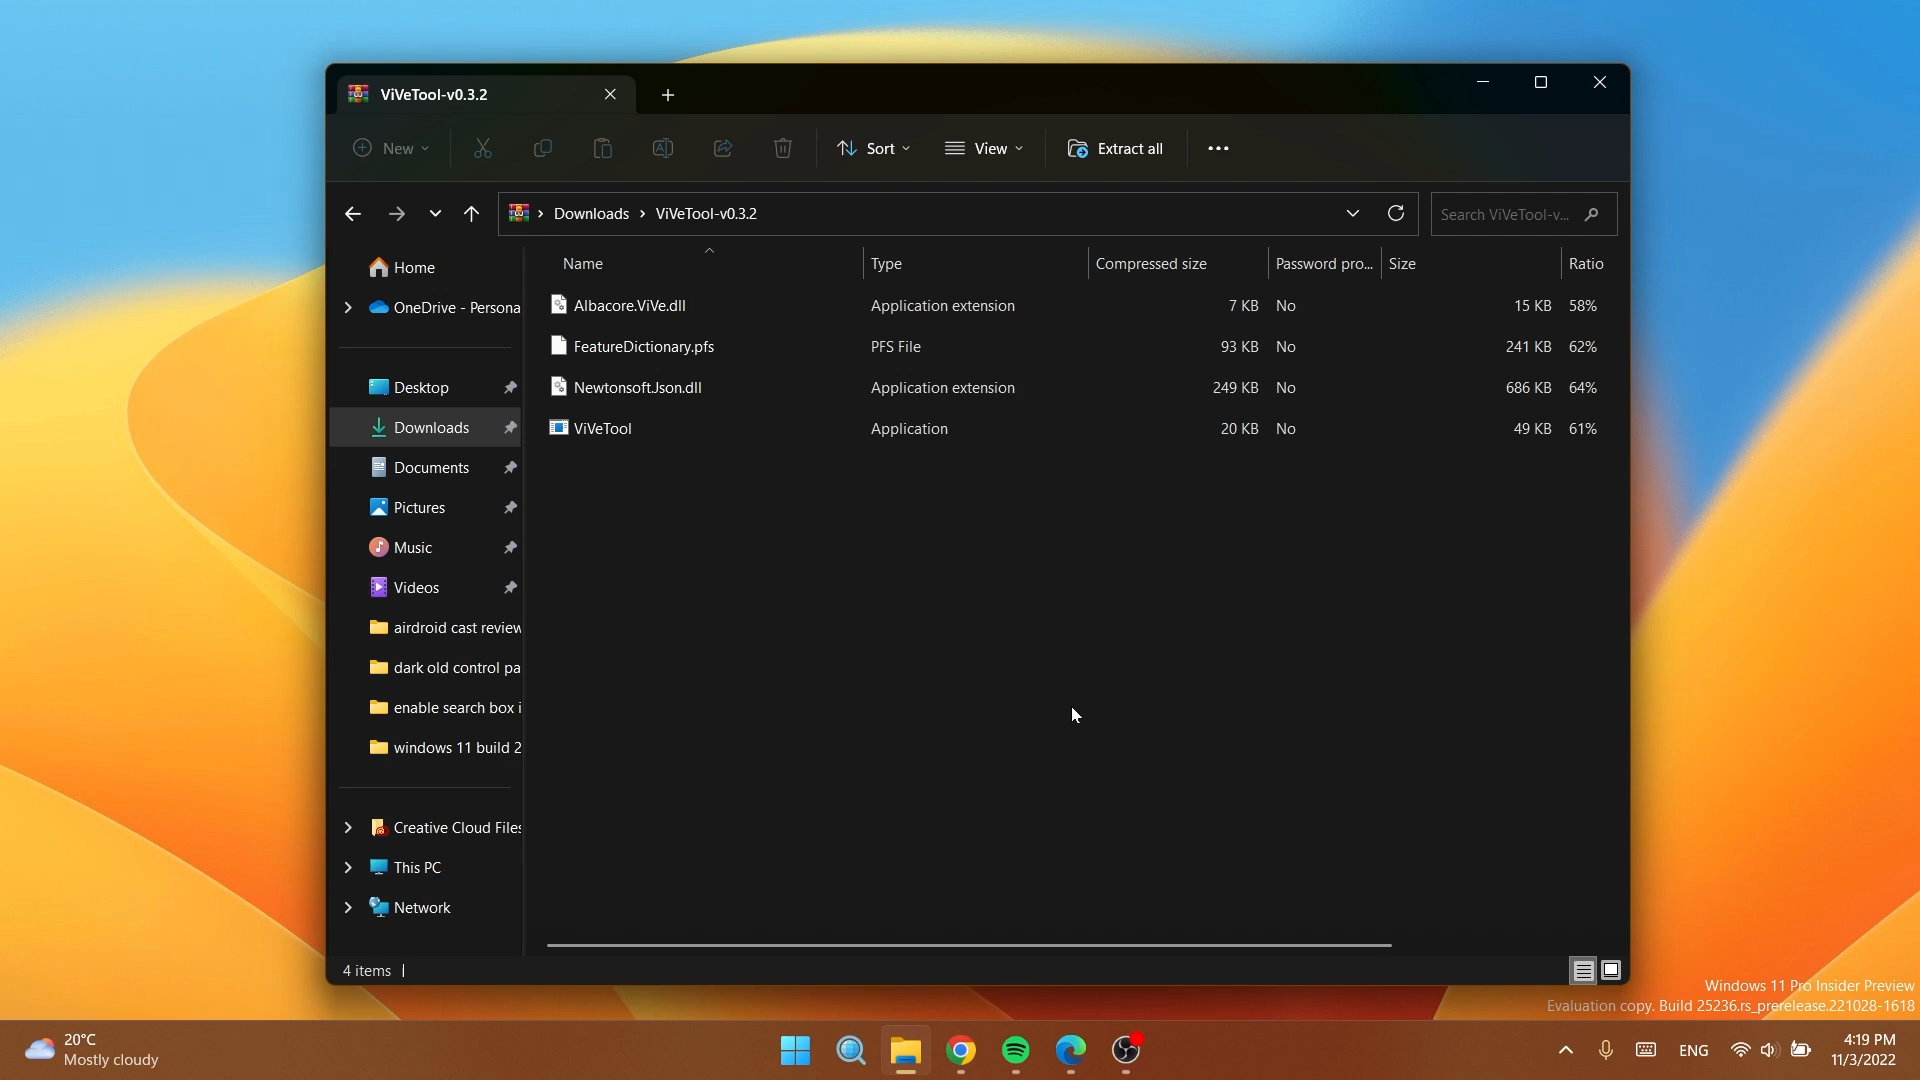 ViVeTool-v0.3.2
New
Sort
View
Extract all
Downloads > ViVeTool-v0.3.2
Search ViVeTool-v...
Home
OneDrive - Persona
Desktop
Downloads
Documents
Pictures
Music
Videos
airdroid cast review
dark old control pa
enable search box i
windows 11 build 2
Creative Cloud Files
This PC
Network
Name Type Compressed size Password pro... Size Ratio
Albacore.ViVe.dll Application extension 7 KB No 15 KB 58%
FeatureDictionary.pfs PFS File 93 KB No 241 KB 62%
Newtonsoft.Json.dll Application extension 249 KB No 686 KB 64%
ViVeTool Application 20 KB No 49 KB 61%
4 items
Windows 11 Pro Insider Preview
Evaluation copy. Build 25236.rs_prerelease.221028-1618
20°C
Mostly cloudy
ENG
4:19 PM
11/3/2022